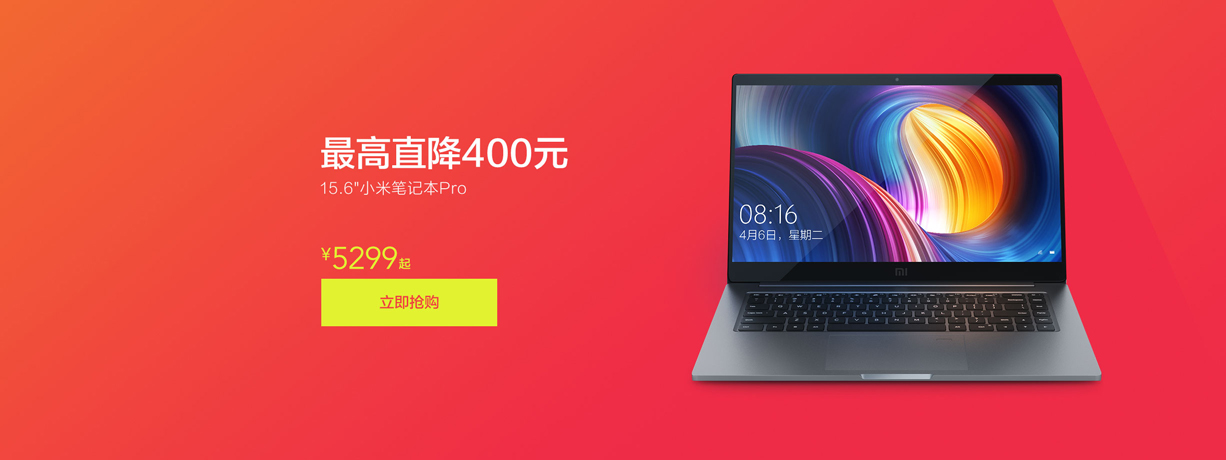 最高直降400元
15.6"小米笔记本Pro
¥5299起
立即抢购
08:16
4月6日，星期二
mi